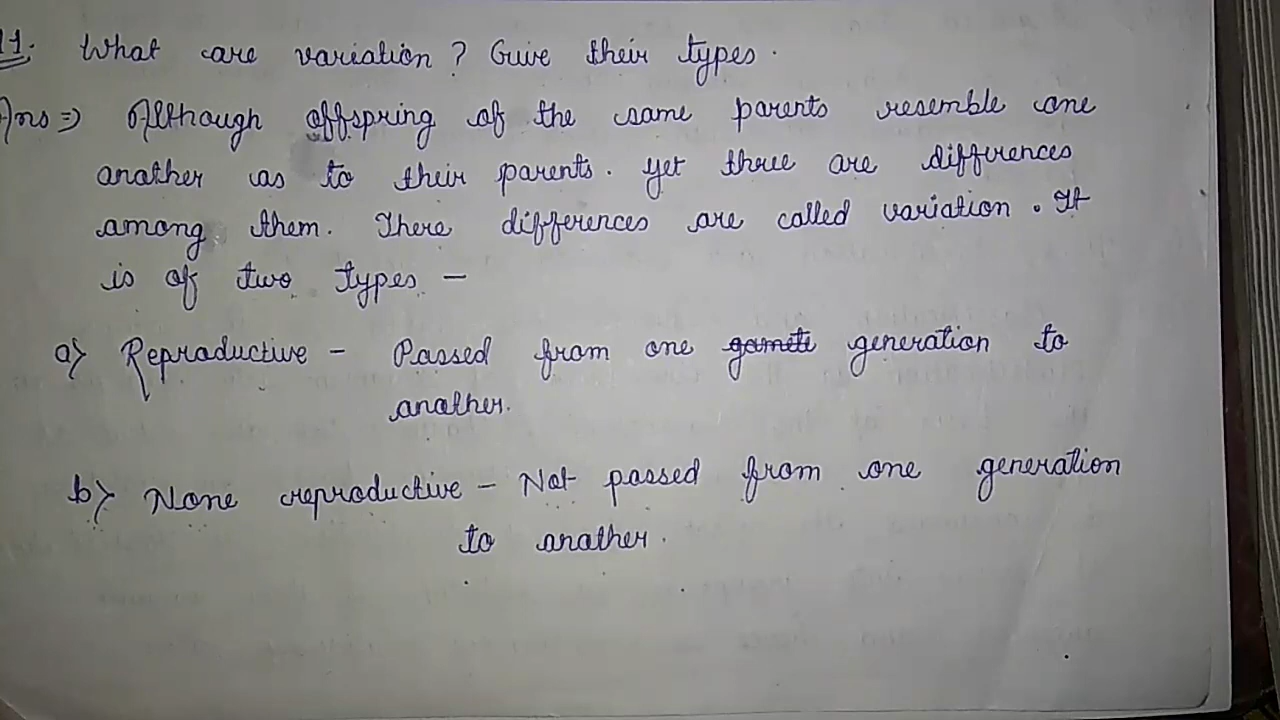 11. What are variation ? Give their types.
Ans ⇒ Although offspring of the same parents resemble one
another as to their parents. Yet three are differences
among them. There differences are called variation. It
is of two types –
a) Reproductive – Passed from one gamete generation to
another.
b) None reproductive – Not passed from one generation
to another.